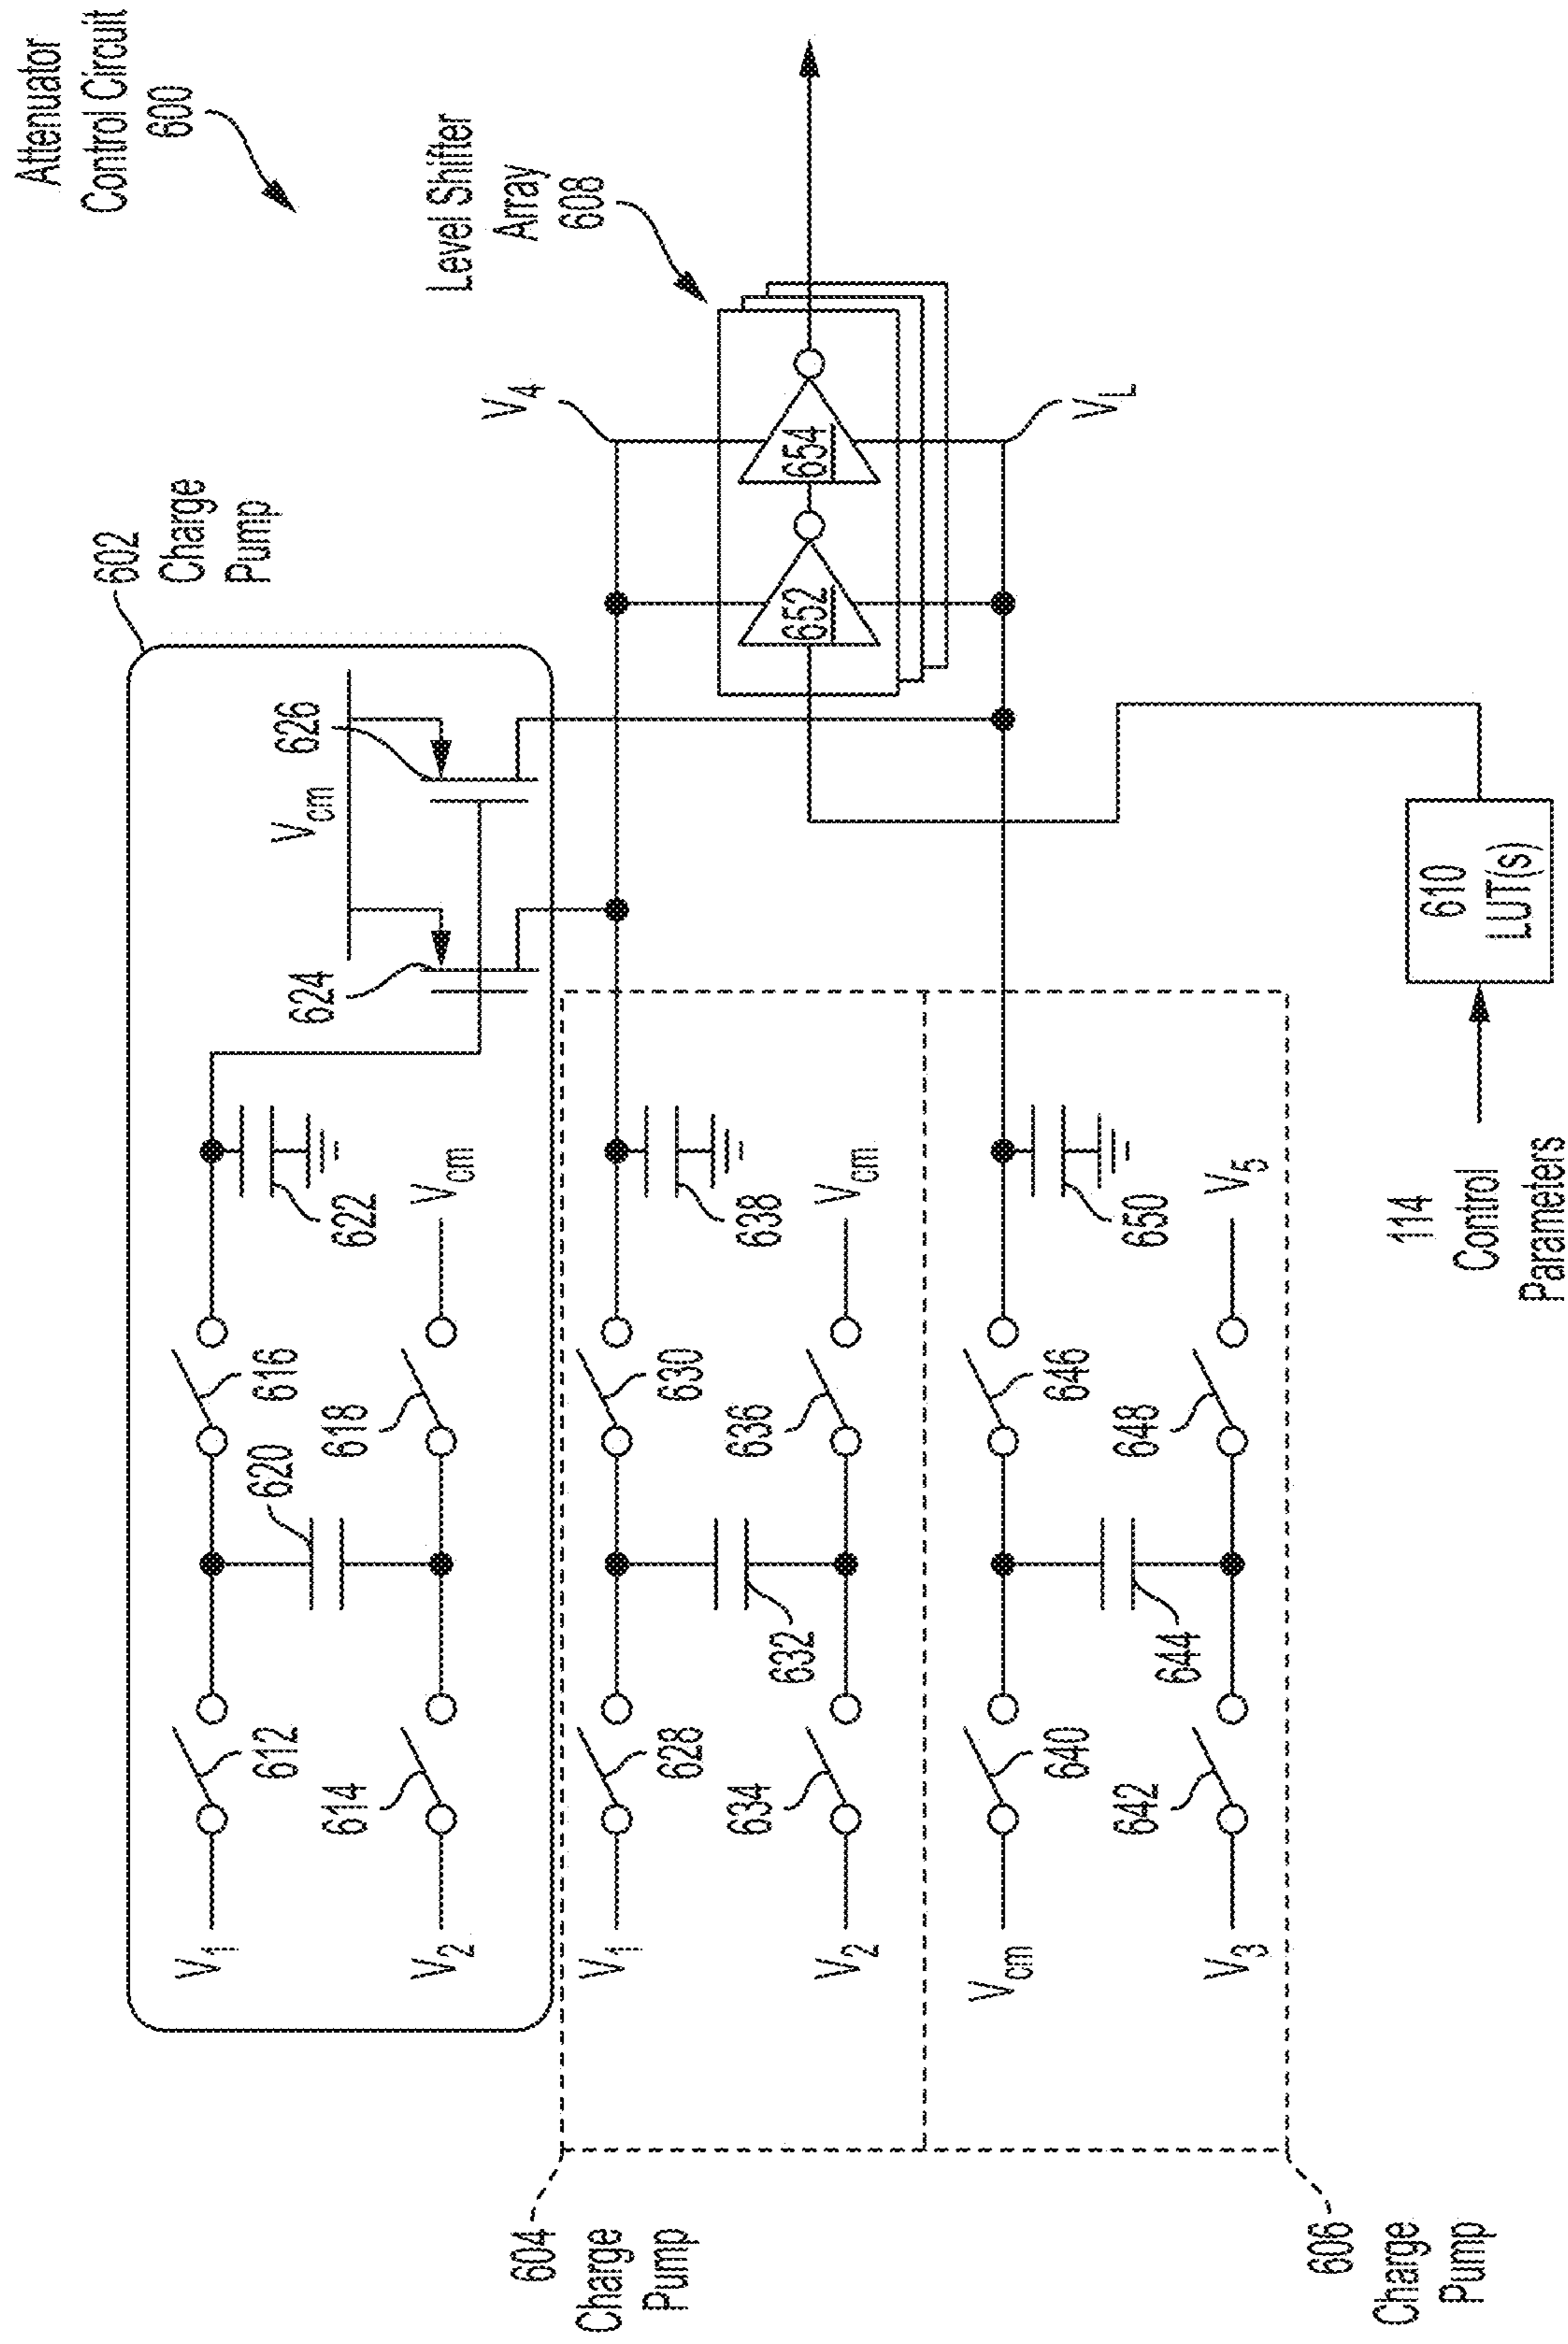 Attenuator
Control Circuit
600
602
Charge
Pump
Level Shifter
Array
608
V1
612
616
620
622
V2
614
618
Vcm
624
Vcm
626
V4
604
Charge
Pump
V1
628
630
632
638
V2
634
636
Vcm
652
654
606
Charge
Pump
Vcm
640
646
644
650
V3
642
648
V5
VL
114
Control
Parameters
610
LUT(s)